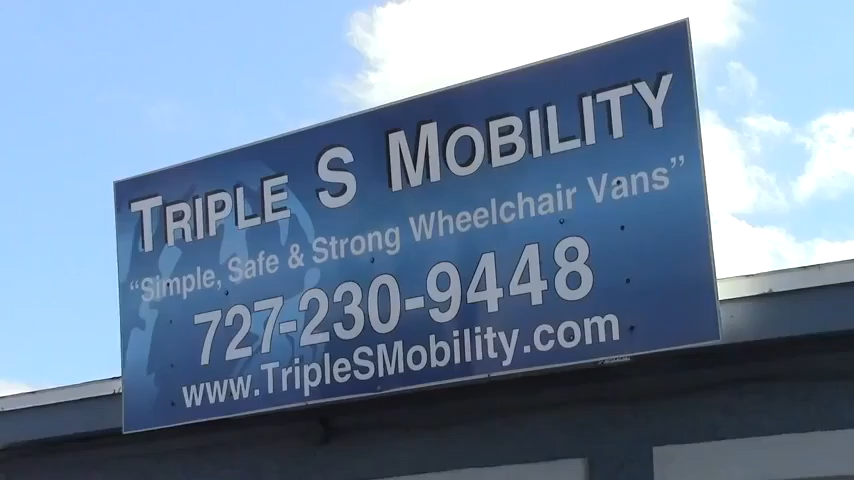 TRIPLE S MOBILITY
“Simple, Safe & Strong Wheelchair Vans”
727-230-9448
www.TripleSMobility.com